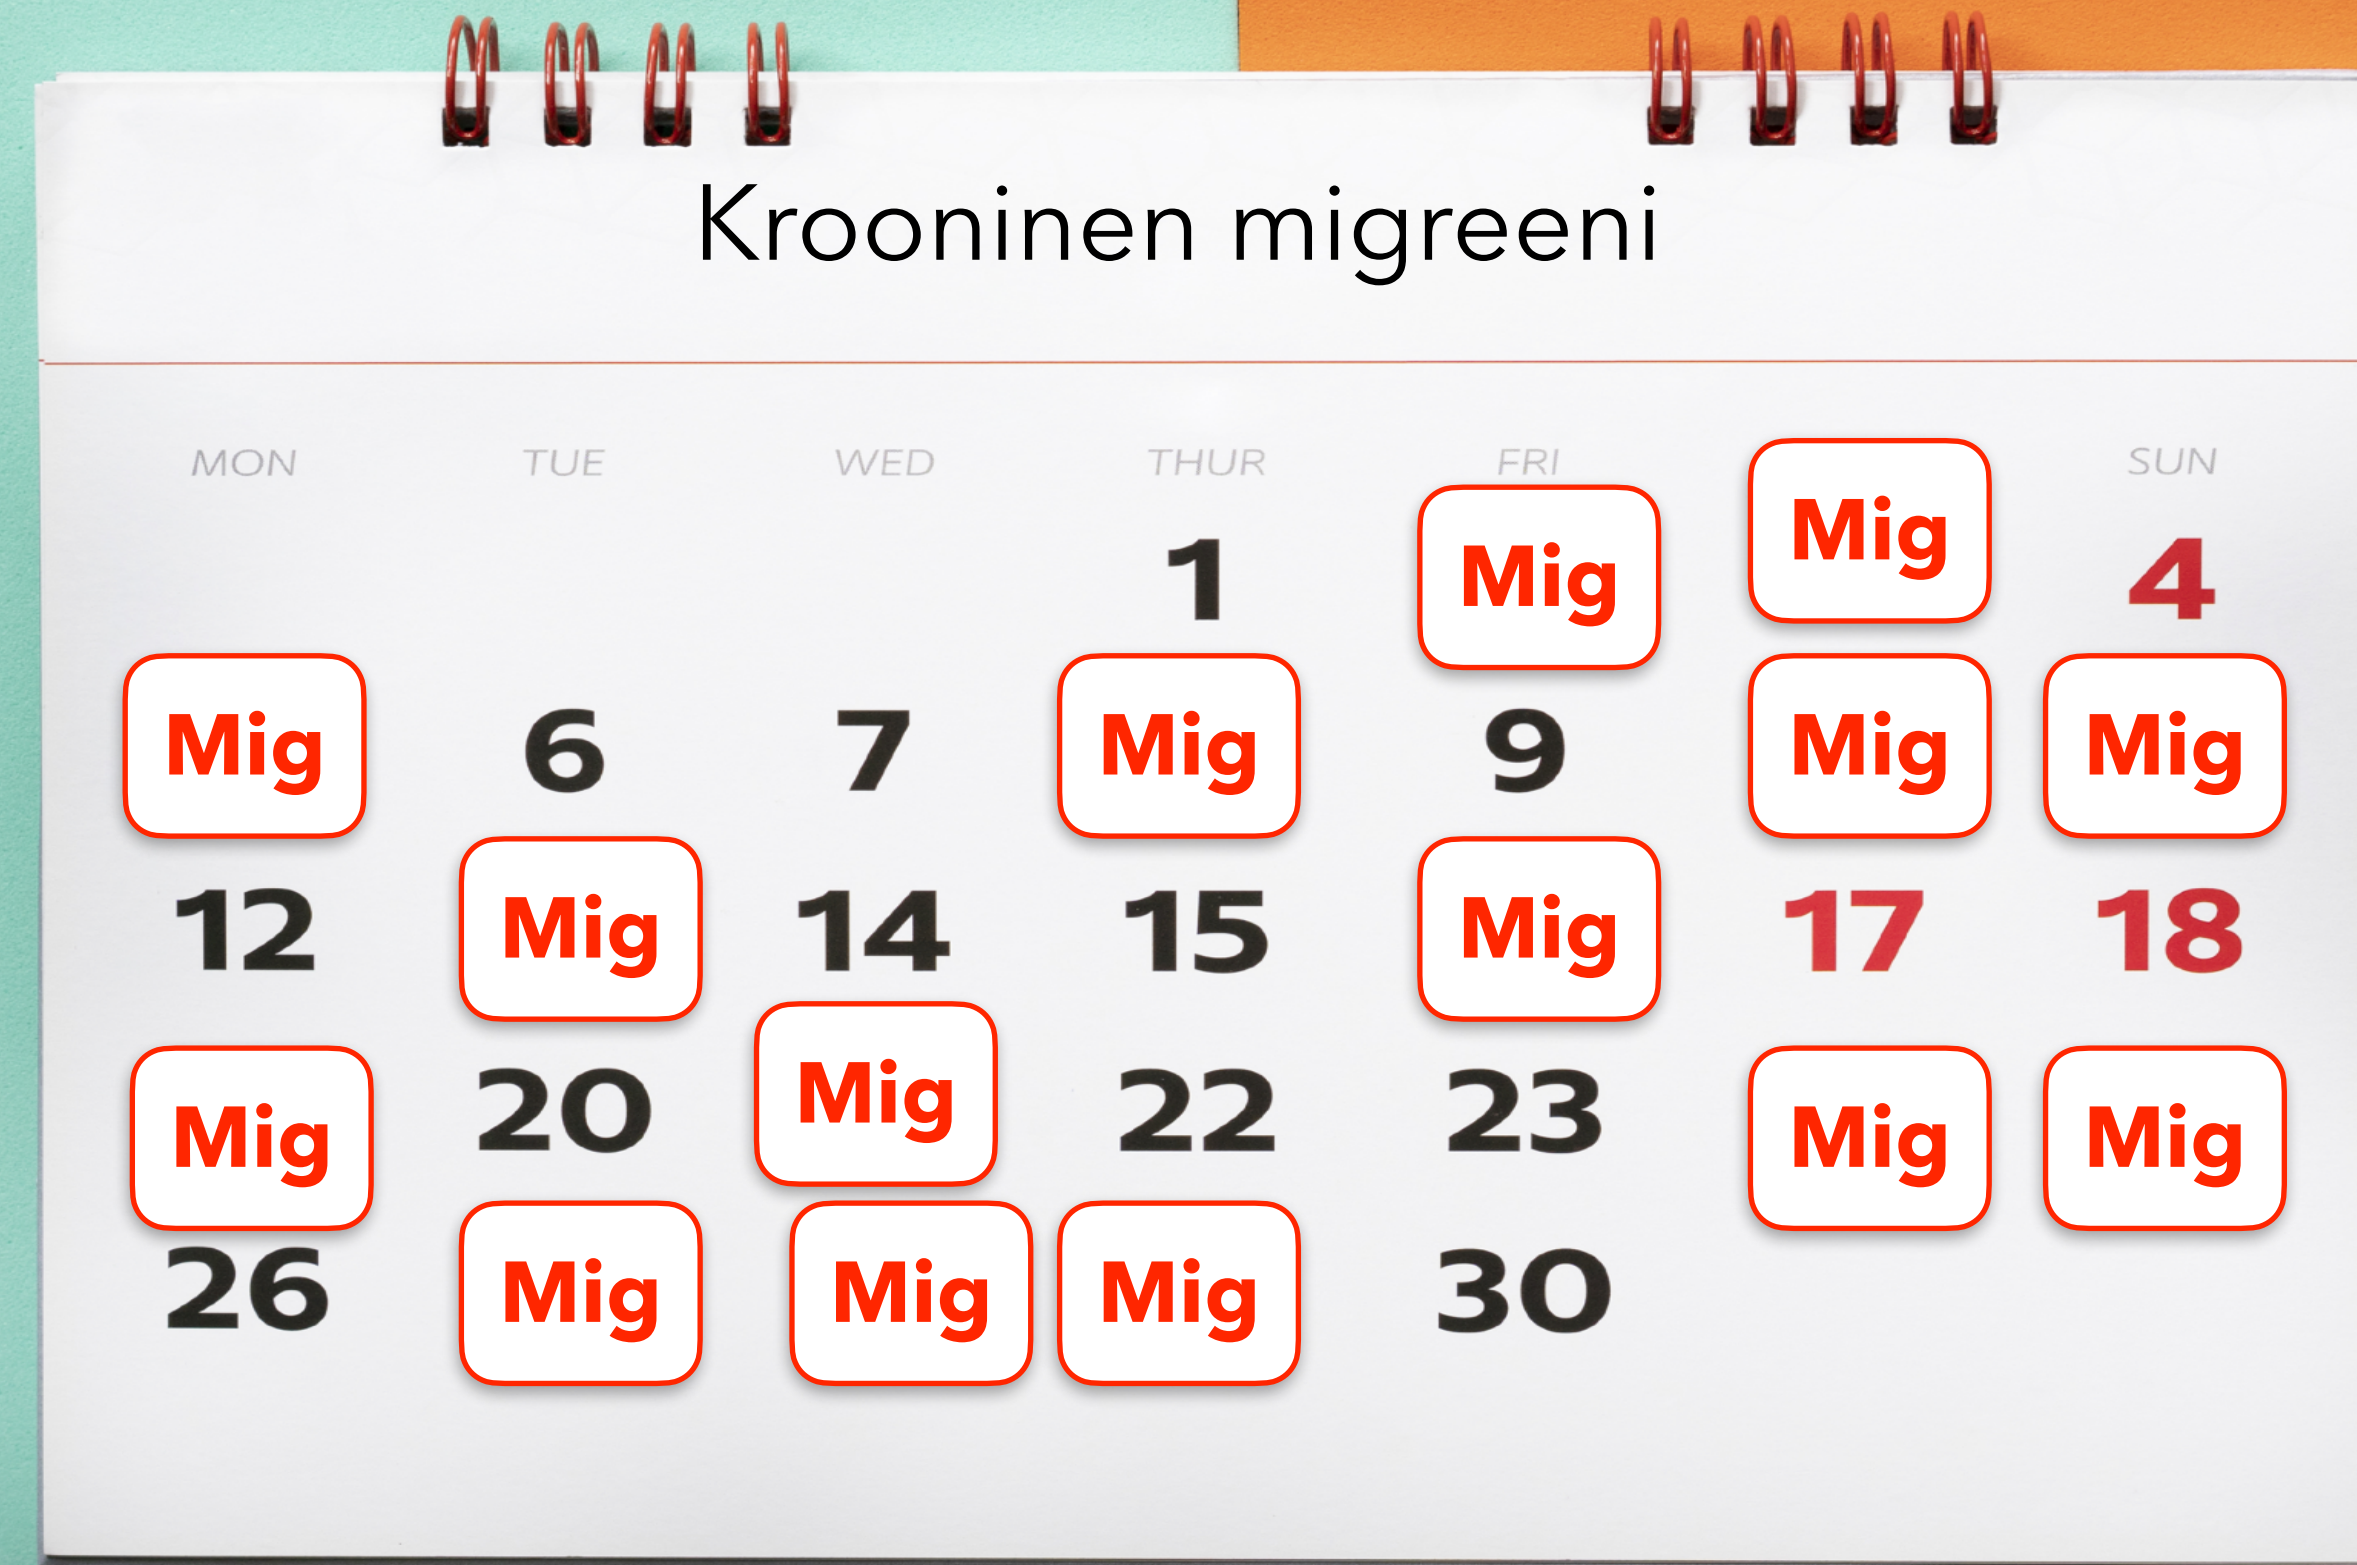 Krooninen migreeni
MON TUE WED THUR FRI SUN
1 Mig Mig 4
Mig 6 7 Mig 9 Mig Mig
12 Mig 14 15 Mig 17 18
Mig 20 Mig 22 23 Mig Mig
26 Mig Mig Mig 30